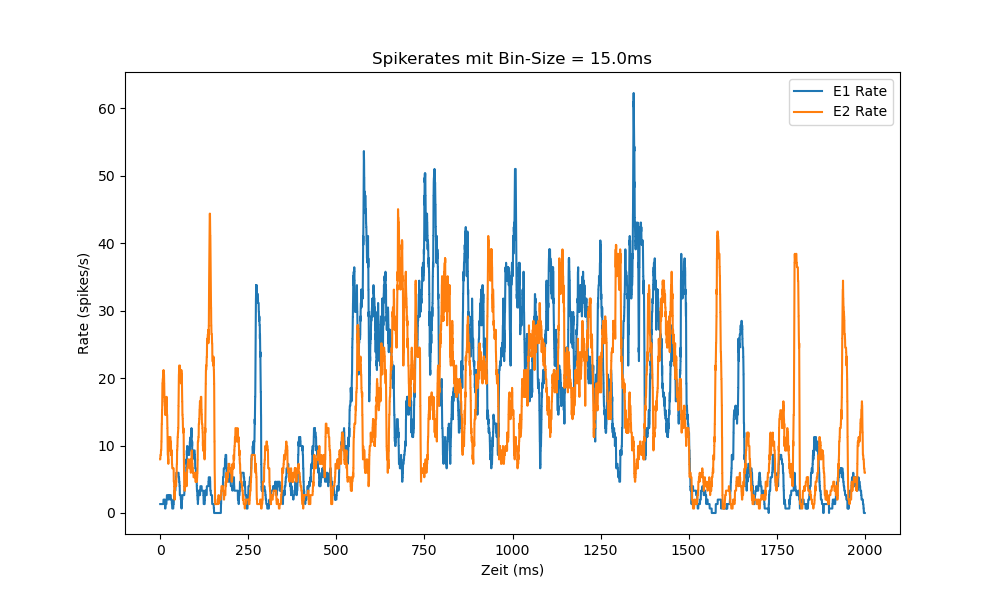 Spikerates mit Bin-Size = 15.0ms
E1 Rate
E2 Rate
Rate (spikes/s)
60
50
40
30
20
10
0
0 250 500 750 1000 1250 1500 1750 2000
Zeit (ms)